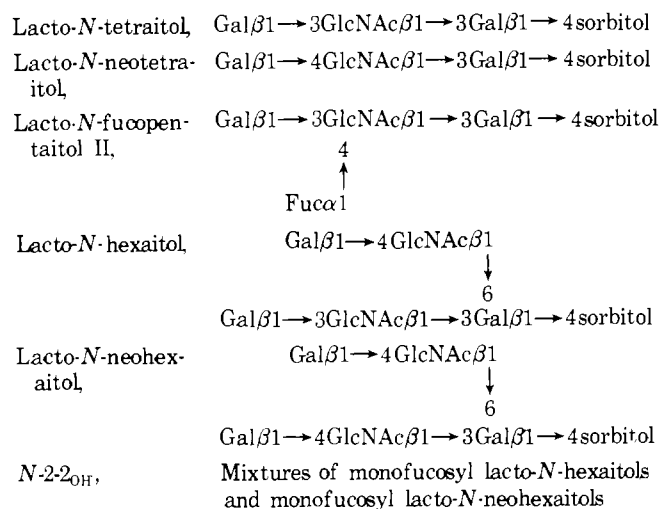 Lacto-N-tetraitol, Galβ1→3GlcNAcβ1→3Galβ1→4sorbitol
Lacto-N-neotetra- Galβ1→4GlcNAcβ1→3Galβ1→4sorbitol
itol,
Lacto-N-fucopen- Galβ1→3GlcNAcβ1→3Galβ1→4sorbitol
taitol II, 4
↑
Fucα1
Lacto-N-hexaitol, Galβ1→4GlcNAcβ1
↓
6
Galβ1→3GlcNAcβ1→3Galβ1→4sorbitol
Lacto-N-neohex- Galβ1→4GlcNAcβ1
aitol, ↓
6
Galβ1→4GlcNAcβ1→3Galβ1→4sorbitol
N-2-2OH, Mixtures of monofucosyl lacto-N-hexaitols
and monofucosyl lacto-N-neohexaitols